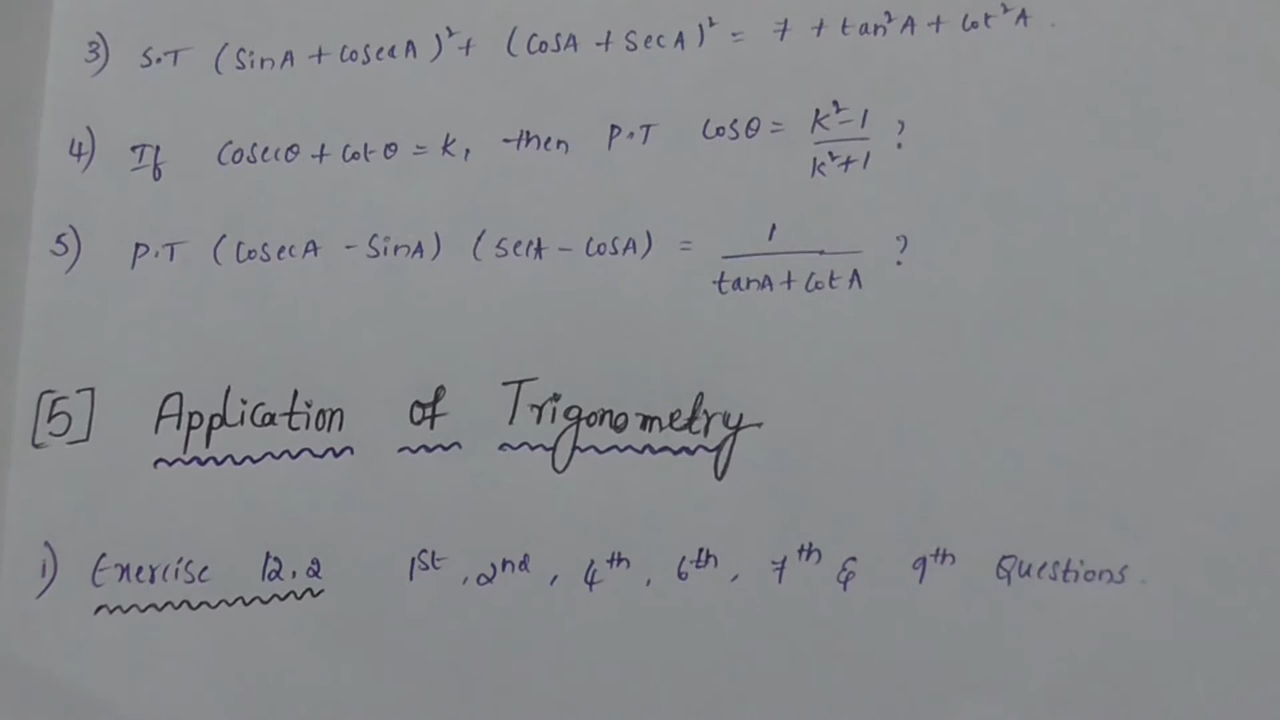 3) S.T (SinA + CosecA)² + (CosA + SecA)² = 7 + tan²A + Cot²A.
4) If Cosecθ + Cotθ = K, then P.T Cosθ = K²-1 / K²+1 ?
5) P.T (CosecA - SinA) (SecA - CosA) = 1 / tanA + CotA ?
[5] Application of Trigonometry
i) Exercise 12.2 1st, 2nd, 4th, 6th, 7th & 9th Questions.